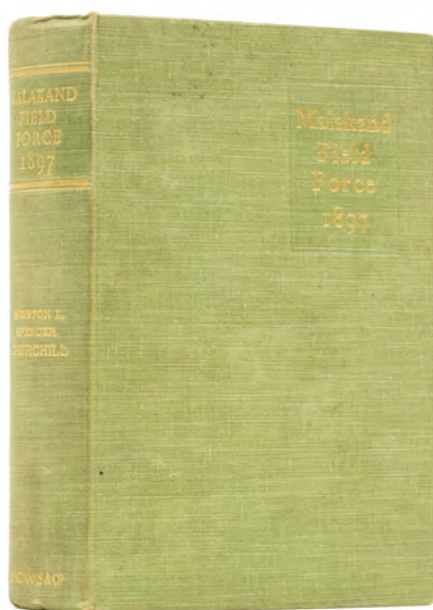 MALAKAND
FIELD
FORCE
1897
WINSTON L.
SPENCER
CHURCHILL
Malakand
Field
Force
1897